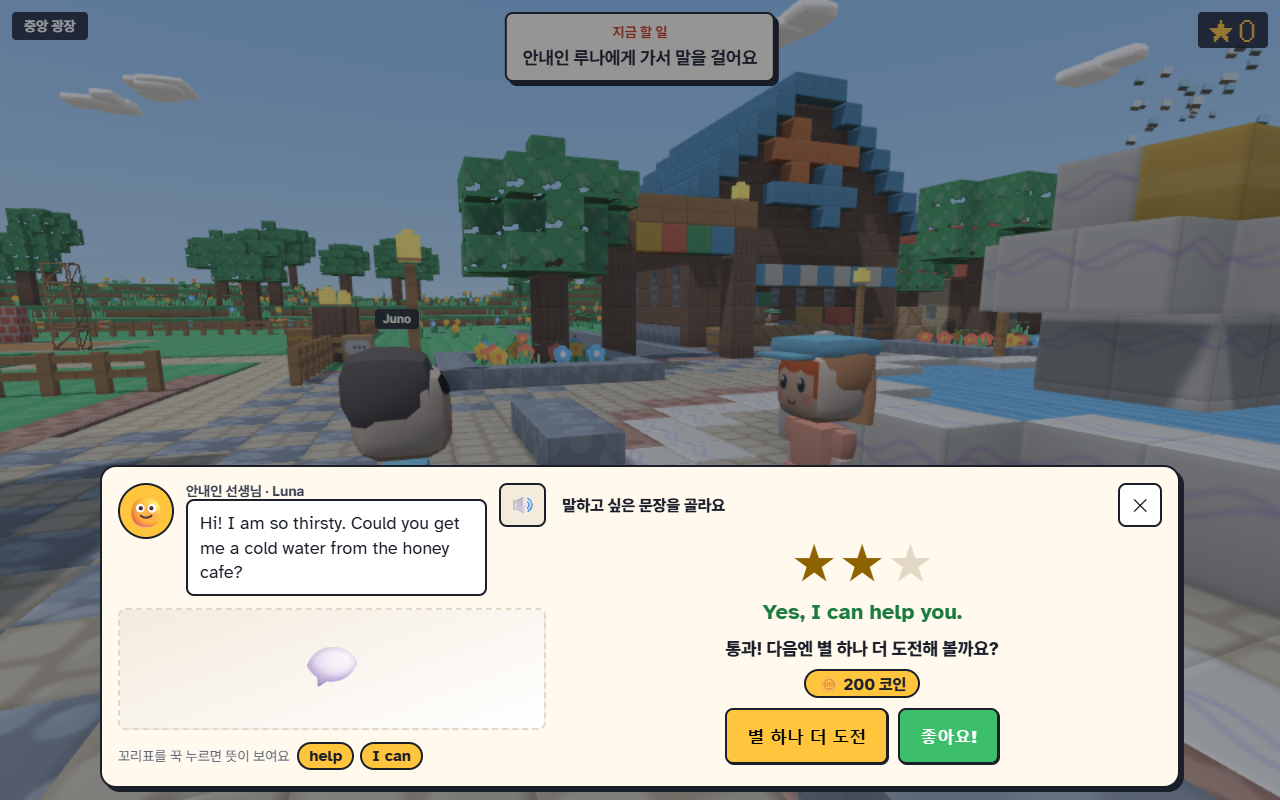 중앙 광장
지금 할 일
안내인 루나에게 가서 말을 걸어요
0
Juno
안내인 선생님 · Luna
Hi! I am so thirsty. Could you get
me a cold water from the honey
cafe?
말하고 싶은 문장을 골라요
Yes, I can help you.
통과! 다음엔 별 하나 더 도전해 볼까요?
200 코인
별 하나 더 도전
좋아요!
꼬리표를 꾹 누르면 뜻이 보여요
help
I can